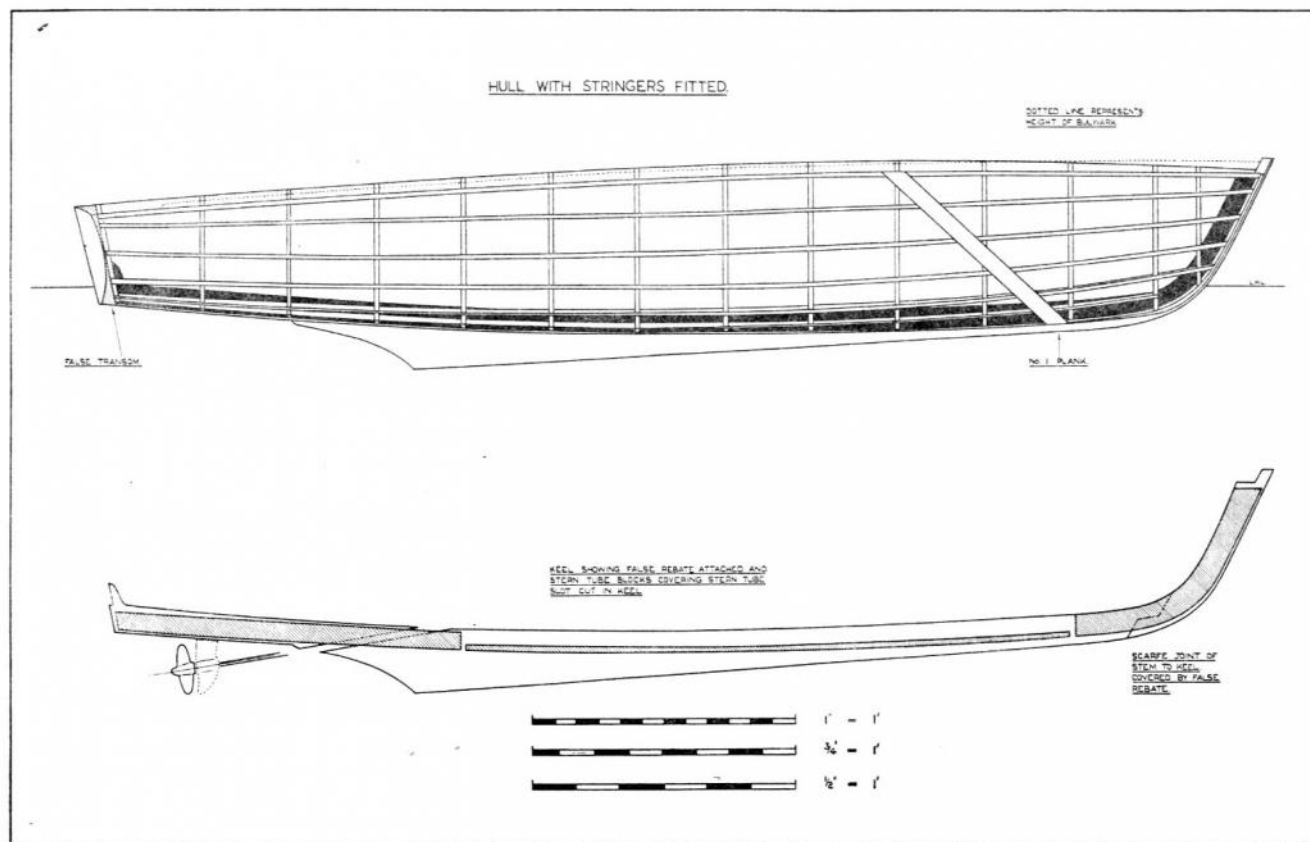 HULL WITH STRINGERS FITTED.
DOTTED LINE REPRESENTS
HEIGHT OF BULWARK
L.W.L.
FALSE TRANSOM.
No. 1 PLANK.
KEEL SHOWING FALSE REBATE ATTACHED AND
STERN TUBE BLOCKS COVERING STERN TUBE
SLOT CUT IN KEEL
SCARFE JOINT OF
STEM TO KEEL
COVERED BY FALSE
REBATE.
1" = 1'
¾" = 1'
½" = 1'